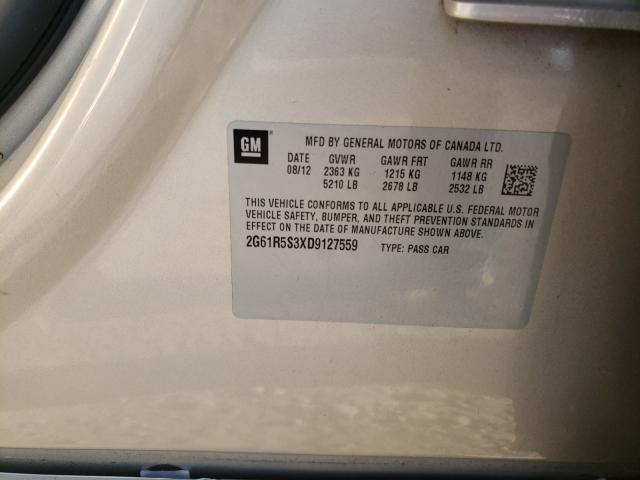 GM
MFD BY GENERAL MOTORS OF CANADA LTD.
DATE GVWR GAWR FRT GAWR RR
08/12 2363 KG 1215 KG 1148 KG
5210 LB 2678 LB 2532 LB
THIS VEHICLE CONFORMS TO ALL APPLICABLE U.S. FEDERAL MOTOR
VEHICLE SAFETY, BUMPER, AND THEFT PREVENTION STANDARDS IN
EFFECT ON THE DATE OF MANUFACTURE SHOWN ABOVE.
2G61R5S3XD9127559 TYPE: PASS CAR